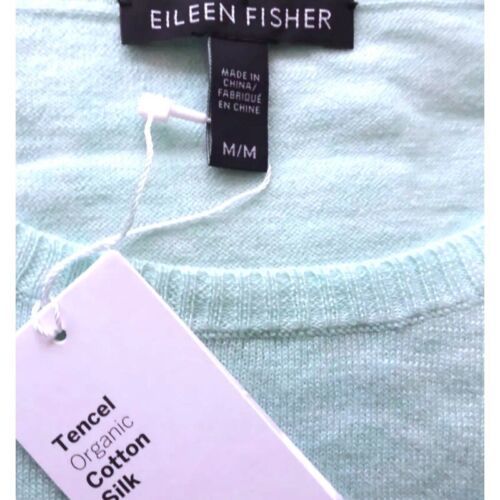 EILEEN FISHER
MADE IN
CHINA/
FABRIQUÉ
EN CHINE
M/M
Tencel
Organic
Cotton
Silk